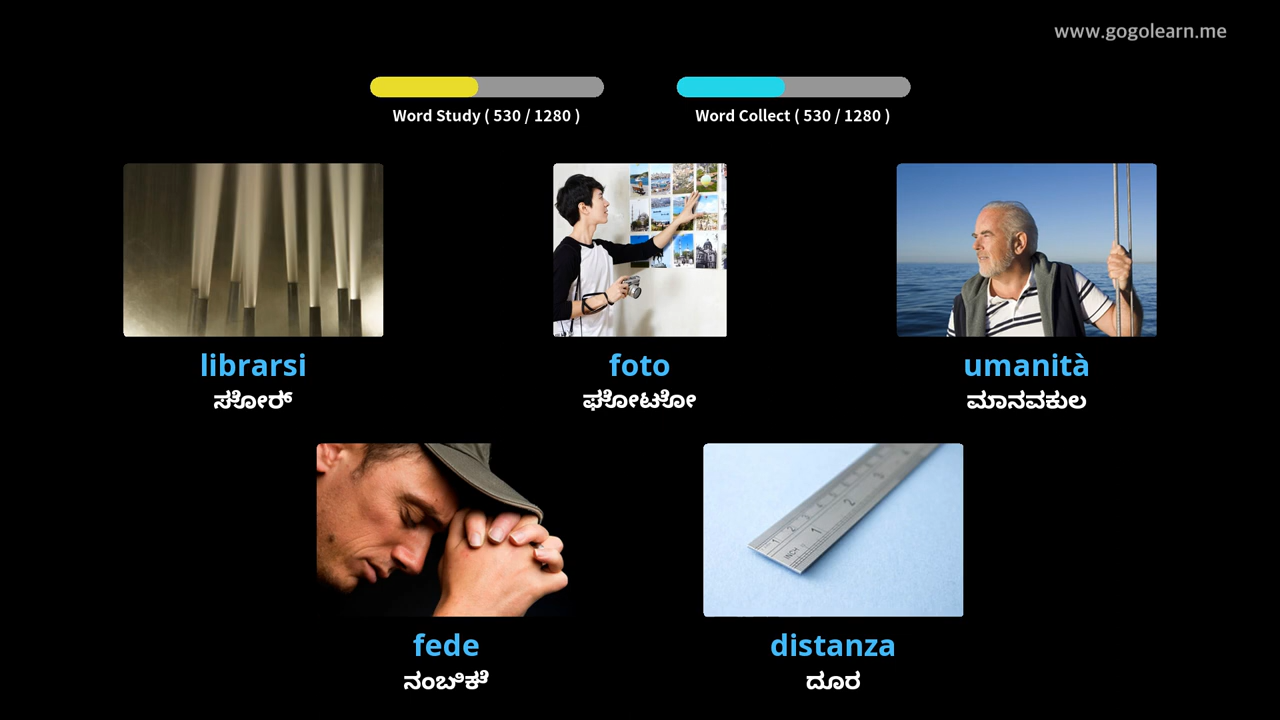 www.gogolearn.me
Word Study ( 530 / 1280 )
Word Collect ( 530 / 1280 )
librarsi
ಸೋರ್
foto
ಫೋಟೋ
umanità
ಮಾನವಕುಲ
fede
ನಂಬಿಕೆ
distanza
ದೂರ